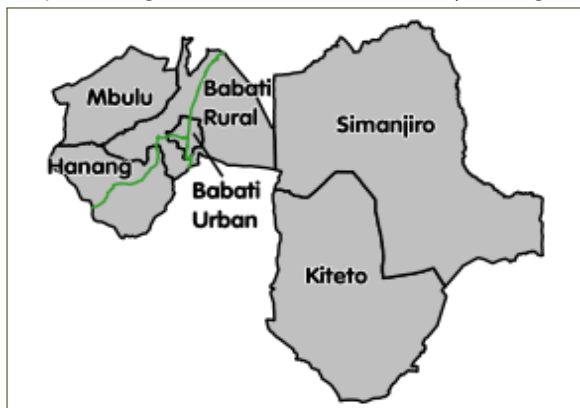 Mbulu
Babati
Rural
Simanjiro
Hanang
Babati
Urban
Kiteto